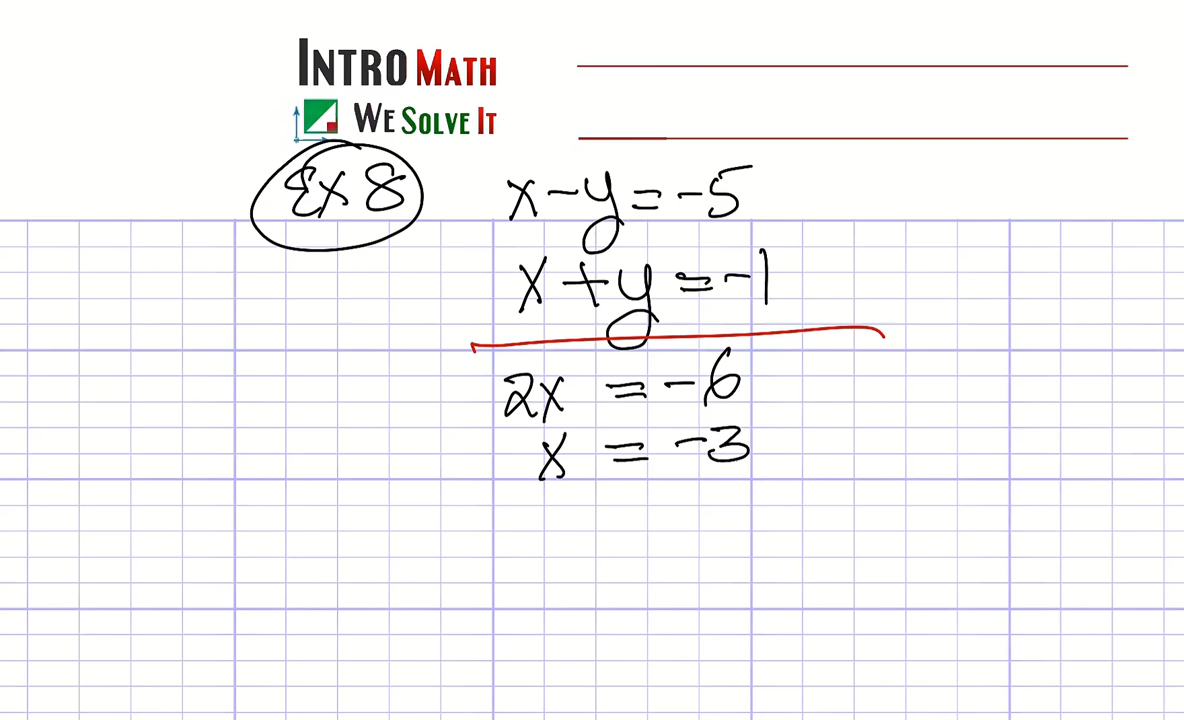 INTRO MATH
WE SOLVE IT
Ex 8
x - y = -5
x + y = -1
2x = -6
x = -3